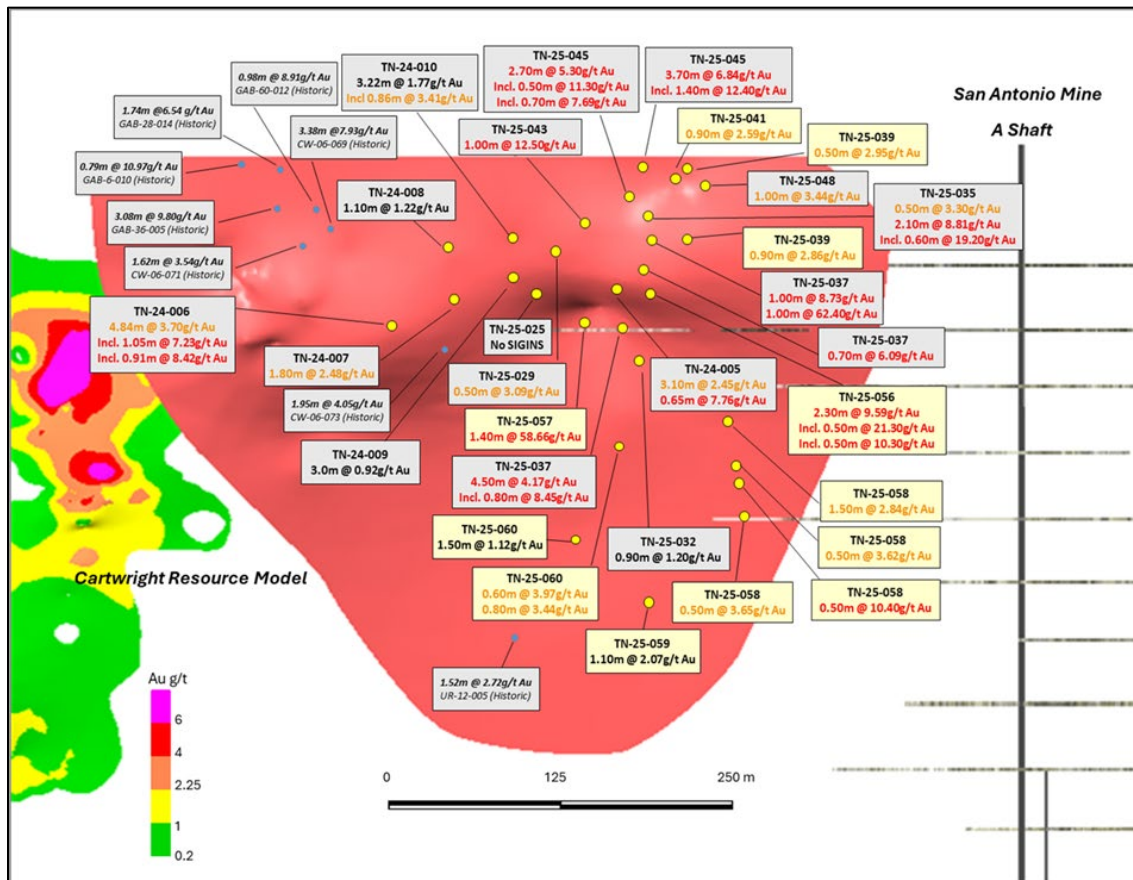 TN-24-010
3.22m @ 1.77g/t Au
Incl 0.86m @ 3.41g/t Au
TN-25-045
2.70m @ 5.30g/t Au
Incl. 0.50m @ 11.30g/t Au
Incl. 0.70m @ 7.69g/t Au
TN-25-045
3.70m @ 6.84g/t Au
Incl. 1.40m @ 12.40g/t Au
San Antonio Mine
A Shaft
0.98m @ 8.91g/t Au
GAB-60-012 (Historic)
1.74m @6.54 g/t Au
GAB-28-014 (Historic)
3.38m @7.93g/t Au
CW-06-069 (Historic)
TN-25-043
1.00m @ 12.50g/t Au
TN-25-041
0.90m @ 2.59g/t Au
TN-25-039
0.50m @ 2.95g/t Au
0.79m @ 10.97g/t Au
GAB-6-010 (Historic)
TN-24-008
1.10m @ 1.22g/t Au
TN-25-048
1.00m @ 3.44g/t Au
TN-25-035
0.50m @ 3.30g/t Au
2.10m @ 8.81g/t Au
Incl. 0.60m @ 19.20g/t Au
3.08m @ 9.80g/t Au
GAB-36-005 (Historic)
1.62m @ 3.54g/t Au
CW-06-071 (Historic)
TN-25-039
0.90m @ 2.86g/t Au
TN-25-037
1.00m @ 8.73g/t Au
1.00m @ 62.40g/t Au
TN-24-006
4.84m @ 3.70g/t Au
Incl. 1.05m @ 7.23g/t Au
Incl. 0.91m @ 8.42g/t Au
TN-25-025
No SIGINS
TN-25-037
0.70m @ 6.09g/t Au
TN-24-007
1.80m @ 2.48g/t Au
TN-25-029
0.50m @ 3.09g/t Au
TN-24-005
3.10m @ 2.45g/t Au
0.65m @ 7.76g/t Au
1.95m @ 4.05g/t Au
CW-06-073 (Historic)
TN-25-057
1.40m @ 58.66g/t Au
TN-25-056
2.30m @ 9.59g/t Au
Incl. 0.50m @ 21.30g/t Au
Incl. 0.50m @ 10.30g/t Au
TN-24-009
3.0m @ 0.92g/t Au
TN-25-037
4.50m @ 4.17g/t Au
Incl. 0.80m @ 8.45g/t Au
TN-25-058
1.50m @ 2.84g/t Au
TN-25-060
1.50m @ 1.12g/t Au
TN-25-032
0.90m @ 1.20g/t Au
TN-25-058
0.50m @ 3.62g/t Au
Cartwright Resource Model
TN-25-060
0.60m @ 3.97g/t Au
0.80m @ 3.44g/t Au
TN-25-058
0.50m @ 3.65g/t Au
TN-25-058
0.50m @ 10.40g/t Au
TN-25-059
1.10m @ 2.07g/t Au
1.52m @ 2.72g/t Au
UR-12-005 (Historic)
Au g/t
6
4
2.25
1
0.2
0
125
250 m